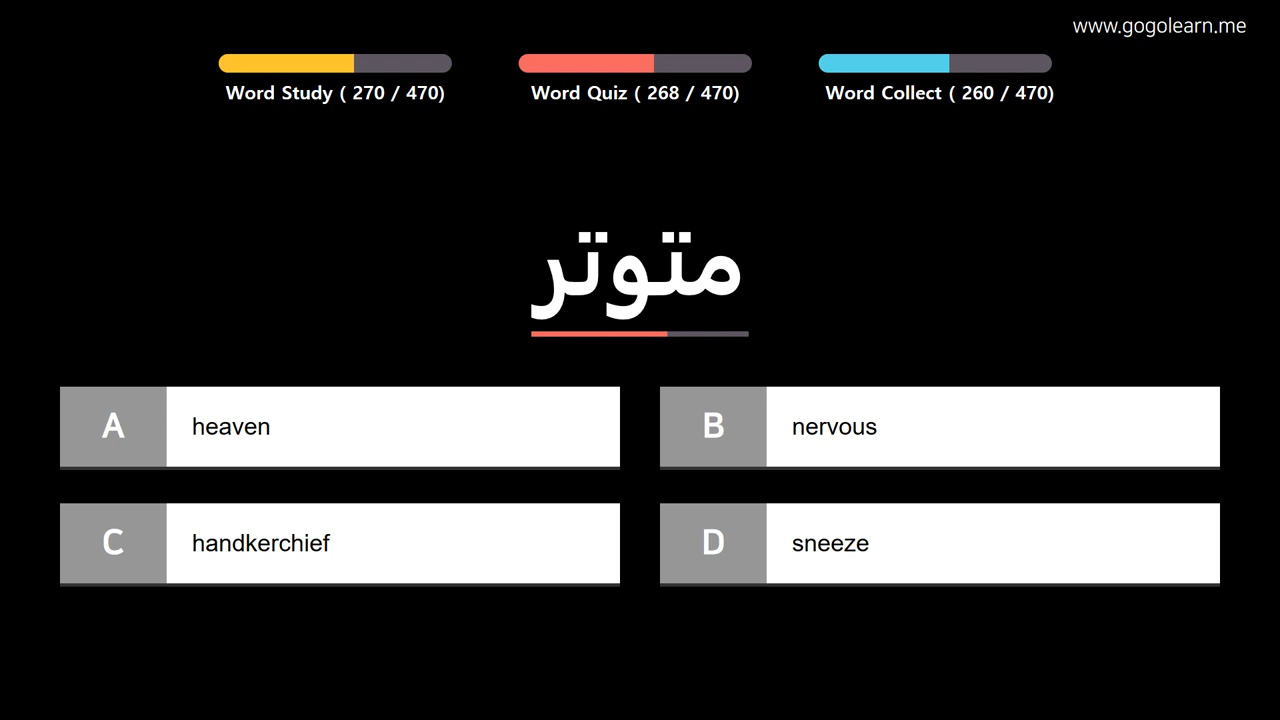 www.gogolearn.me
Word Study ( 270 / 470)
Word Quiz ( 268 / 470)
Word Collect ( 260 / 470)
متوتر
A heaven
B nervous
C handkerchief
D sneeze